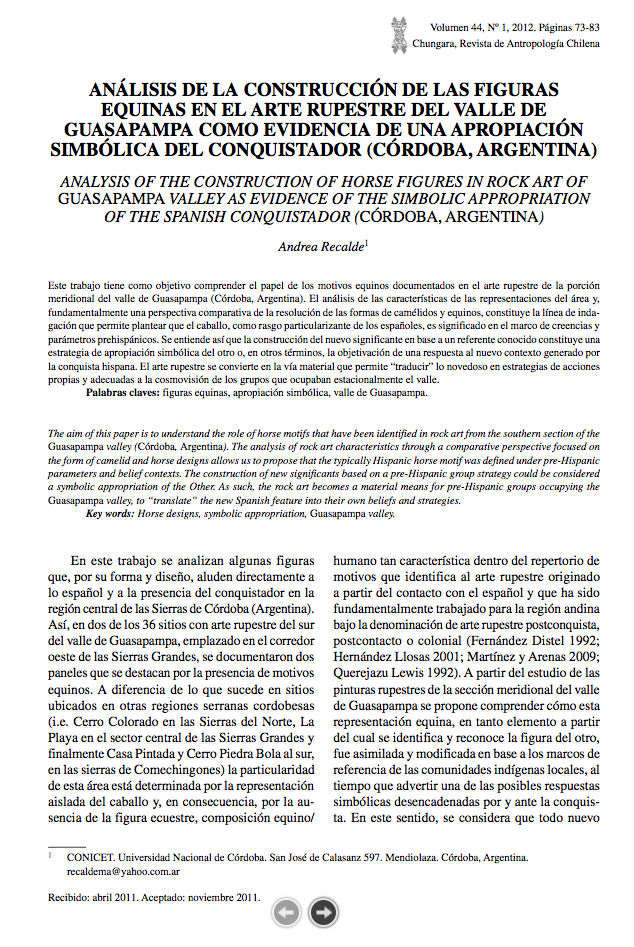 Volumen 44, Nº 1, 2012. Páginas 73-83
Chungara, Revista de Antropología Chilena
ANÁLISIS DE LA CONSTRUCCIÓN DE LAS FIGURAS
EQUINAS EN EL ARTE RUPESTRE DEL VALLE DE
GUASAPAMPA COMO EVIDENCIA DE UNA APROPIACIÓN
SIMBÓLICA DEL CONQUISTADOR (CÓRDOBA, ARGENTINA)
ANALYSIS OF THE CONSTRUCTION OF HORSE FIGURES IN ROCK ART OF
GUASAPAMPA VALLEY AS EVIDENCE OF THE SIMBOLIC APPROPRIATION
OF THE SPANISH CONQUISTADOR (CÓRDOBA, ARGENTINA)
Andrea Recalde1
Este trabajo tiene como objetivo comprender el papel de los motivos equinos documentados en el arte rupestre de la porción
meridional del valle de Guasapampa (Córdoba, Argentina). El análisis de las características de las representaciones del área y,
fundamentalmente una perspectiva comparativa de la resolución de las formas de camélidos y equinos, constituye la línea de inda-
gación que permite plantear que el caballo, como rasgo particularizante de los españoles, es significado en el marco de creencias y
parámetros prehispánicos. Se entiende así que la construcción del nuevo significante en base a un referente conocido constituye una
estrategia de apropiación simbólica del otro o, en otros términos, la objetivación de una respuesta al nuevo contexto generado por
la conquista hispana. El arte rupestre se convierte en la vía material que permite “traducir” lo novedoso en estrategias de acciones
propias y adecuadas a la cosmovisión de los grupos que ocupaban estacionalmente el valle.
Palabras claves: figuras equinas, apropiación simbólica, valle de Guasapampa.
The aim of this paper is to understand the role of horse motifs that have been identified in rock art from the southern section of the
Guasapampa valley (Córdoba, Argentina). The analysis of rock art characteristics through a comparative perspective focused on
the form of camelid and horse designs allows us to propose that the typically Hispanic horse motif was defined under pre-Hispanic
parameters and belief contexts. The construction of new significants based on a pre-Hispanic group strategy could be considered
a symbolic appropriation of the Other. As such, the rock art becomes a material means for pre-Hispanic groups occupying the
Guasapampa valley, to “translate” the new Spanish feature into their own beliefs and strategies.
Key words: Horse designs, symbolic appropriation, Guasapampa valley.
En este trabajo se analizan algunas figuras
que, por su forma y diseño, aluden directamente a
lo español y a la presencia del conquistador en la
región central de las Sierras de Córdoba (Argentina).
Así, en dos de los 36 sitios con arte rupestre del sur
del valle de Guasapampa, emplazado en el corredor
oeste de las Sierras Grandes, se documentaron dos
paneles que se destacan por la presencia de motivos
equinos. A diferencia de lo que sucede en sitios
ubicados en otras regiones serranas cordobesas
(i.e. Cerro Colorado en las Sierras del Norte, La
Playa en el sector central de las Sierras Grandes y
finalmente Casa Pintada y Cerro Piedra Bola al sur,
en las sierras de Comechingones) la particularidad
de esta área está determinada por la representación
aislada del caballo y, en consecuencia, por la au-
sencia de la figura ecuestre, composición equino/
humano tan característica dentro del repertorio de
motivos que identifica al arte rupestre originado
a partir del contacto con el español y que ha sido
fundamentalmente trabajado para la región andina
bajo la denominación de arte rupestre postconquista,
postcontacto o colonial (Fernández Distel 1992;
Hernández Llosas 2001; Martínez y Arenas 2009;
Querejazu Lewis 1992). A partir del estudio de las
pinturas rupestres de la sección meridional del valle
de Guasapampa se propone comprender cómo esta
representación equina, en tanto elemento a partir
del cual se identifica y reconoce la figura del otro,
fue asimilada y modificada en base a los marcos de
referencia de las comunidades indígenas locales, al
tiempo que advertir una de las posibles respuestas
simbólicas desencadenadas por y ante la conquis-
ta. En este sentido, se considera que todo nuevo
1 CONICET. Universidad Nacional de Córdoba. San José de Calasanz 597. Mendiolaza. Córdoba, Argentina.
recaldema@yahoo.com.ar
Recibido: abril 2011. Aceptado: noviembre 2011.